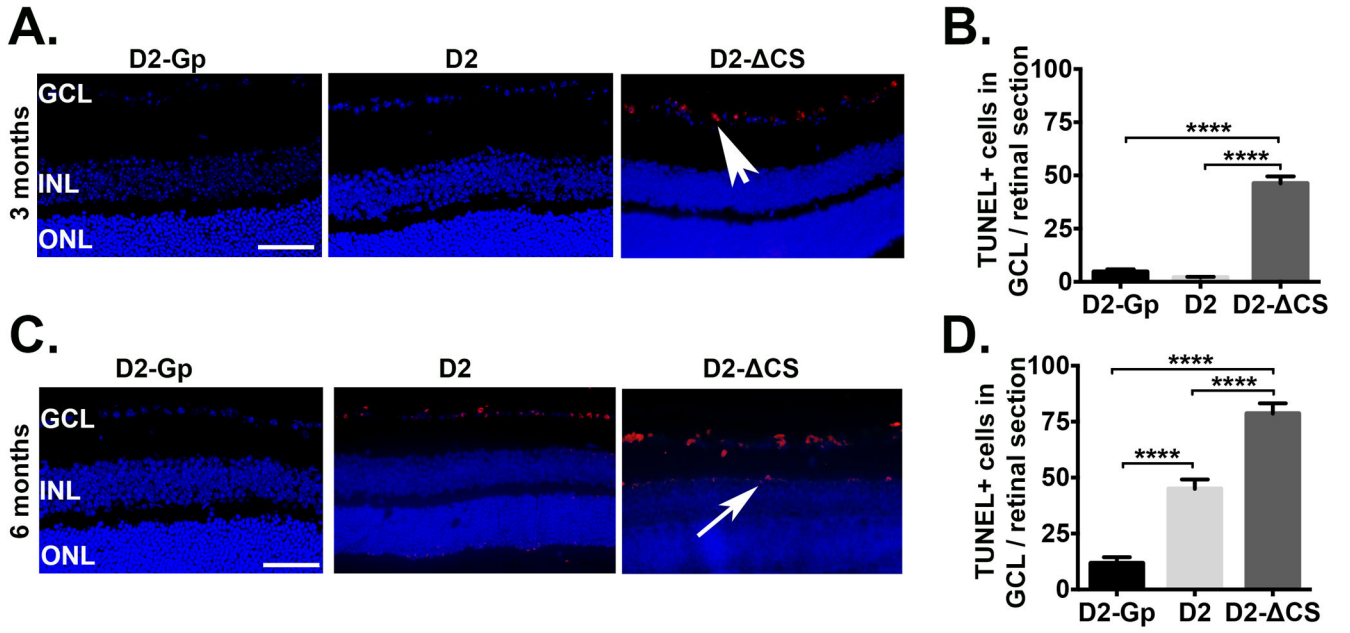 A.
D2-Gp
D2
D2-ΔCS
3 months
GCL
INL
ONL
B.
TUNEL+ cells in
GCL / retinal section
100
75
50
25
0
****
****
D2-Gp
D2
D2-ΔCS
C.
D2-Gp
D2
D2-ΔCS
6 months
GCL
INL
ONL
D.
TUNEL+ cells in
GCL / retinal section
100
75
50
25
0
****
****
****
D2-Gp
D2
D2-ΔCS